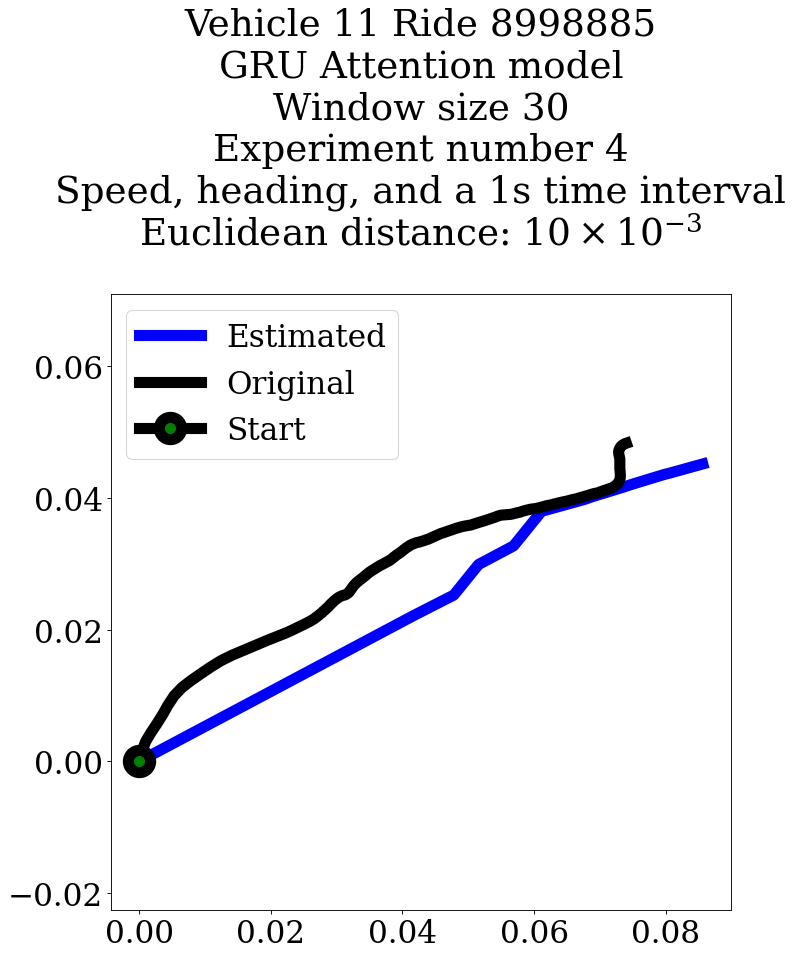 Vehicle 11 Ride 8998885
GRU Attention model
Window size 30
Experiment number 4
Speed, heading, and a 1s time interval
Euclidean distance: 10 × 10⁻³
Estimated
Original
Start
0.06
0.04
0.02
0.00
−0.02
0.00 0.02 0.04 0.06 0.08